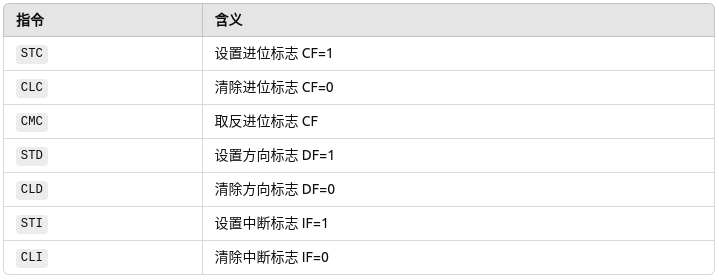 指令 含义
STC 设置进位标志 CF=1
CLC 清除进位标志 CF=0
CMC 取反进位标志 CF
STD 设置方向标志 DF=1
CLD 清除方向标志 DF=0
STI 设置中断标志 IF=1
CLI 清除中断标志 IF=0